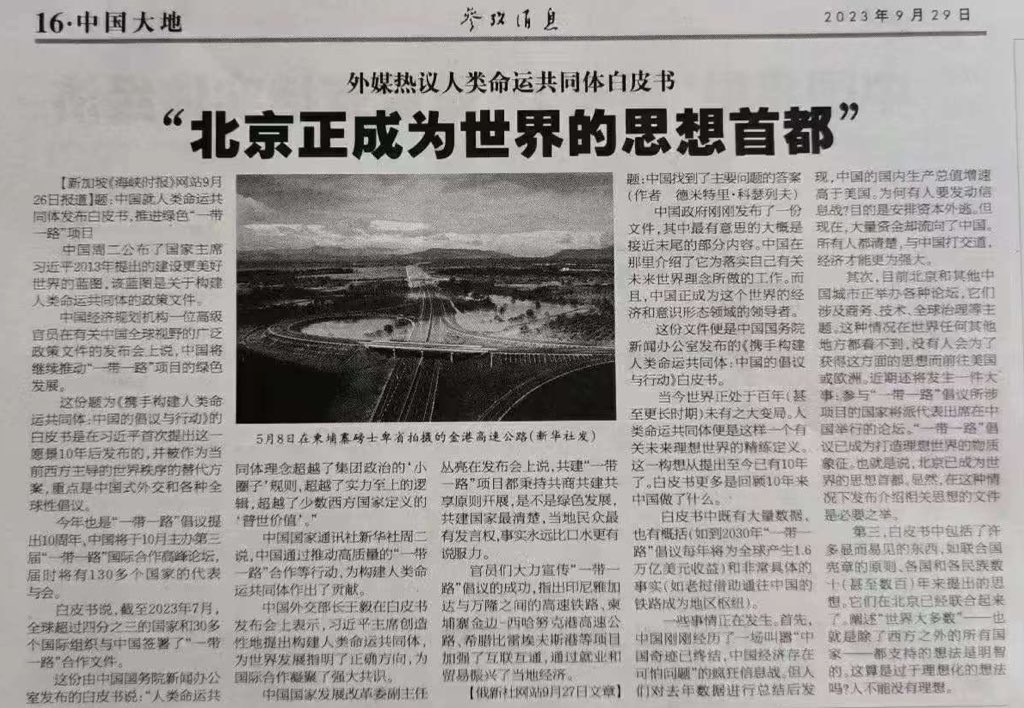 16·中国大地
参考消息
2023年9月29日
外媒热议人类命运共同体白皮书
“北京正成为世界的思想首都”
【新加坡《海峡时报》网站9月
26日报道】题：中国就人类命运共
同体发布白皮书，推进绿色“一带
一路”项目
中国周二公布了国家主席
习近平2013年提出的建设更美好
世界的蓝图，该蓝图是关于构建
人类命运共同体的政策文件。
中国经济规划机构一位高级
官员在有关中国全球视野的广泛
政策文件的发布会上说，中国将
继续推动“一带一路”项目的绿色
发展。
这份题为《携手构建人类命
运共同体：中国的倡议与行动》的
白皮书是在习近平首次提出这一
愿景10年后发布的，并被作为当
前西方主导的世界秩序的替代方
案，重点是中国式外交和各种全
球性倡议。
今年也是“一带一路”倡议提
出10周年，中国将于10月主办第三
届“一带一路”国际合作高峰论坛，
届时将有130多个国家的代表
与会。
白皮书说，截至2023年7月，
全球超过四分之三的国家和30多
个国际组织与中国签署了“一带
一路”合作文件。
这份由中国国务院新闻办公
室发布的白皮书说：“人类命运共
5月8日在柬埔寨磅士卑省拍摄的金港高速公路（新华社发）
同体理念超越了集团政治的‘小
圈子’规则，超越了实力至上的逻
辑，超越了少数西方国家定义的
‘普世价值’。”
中国国家通讯社新华社周二
说，中国通过推动高质量的“一带
一路”合作等行动，为构建人类命
运共同体作出了贡献。
中国外交部长王毅在白皮书
发布会上表示，习近平主席创造
性地提出构建人类命运共同体，
为世界发展指明了正确方向，为
国际合作凝聚了强大共识。
中国国家发展改革委副主任
丛亮在发布会上说，共建“一带
一路”项目都秉持共商共建共
享原则开展，是不是绿色发展，
共建国家最清楚，当地民众最
有发言权，事实永远比口水更有
说服力。
官员们大力宣传“一带一
路”倡议的成功，指出印尼雅加
达与万隆之间的高速铁路、柬
埔寨金边－西哈努克港高速公
路、希腊比雷埃夫斯港等项目
加强了互联互通，通过就业和
贸易振兴了当地经济。
【俄新社网站9月27日文章】
题：中国找到了主要问题的答案
（作者 德米特里·科瑟列夫）
中国政府刚刚发布了一份
文件，其中最有意思的大概是
接近末尾的部分内容。中国在
那里介绍了它为落实自己有关
未来世界理念所做的工作。而
且，中国正成为这个世界的经
济和意识形态领域的领导者。
这份文件便是中国国务院
新闻办公室发布的《携手构建
人类命运共同体：中国的倡议
与行动》白皮书。
当今世界正处于百年（甚
至更长时期）未有之大变局。人
类命运共同体便是这样一个有
关未来理想世界的精练定义。
这一构想从提出至今已有10年
了。白皮书更多是回顾10年来
中国做了什么。
白皮书中既有大量数据，
也有概括（如到2030年“一带一
路”倡议每年将为全球产生1.6
万亿美元收益）和非常具体的
事实（如老挝借助通往中国的
铁路成为地区枢纽）。
一些事情正在发生。首先，
中国刚刚经历了一场叫嚣“中
国奇迹已终结，中国经济存在
可怕问题”的疯狂信息战。但人
们对去年数据进行总结后发
现，中国的国内生产总值增速
高于美国。为何有人要发动信
息战？目的是安排资本外逃。但
现在，大量资金却流向了中国。
所有人都清楚，与中国打交道，
经济才能更为强大。
其次，目前北京和其他中
国城市正举办各种论坛，它们
涉及商务、技术、全球治理等主
题。这种情况在世界任何其他
地方都看不到，没有人会为了
获得这方面的思想而前往美国
或欧洲。近期还将发生一件大
事：参与“一带一路”倡议所涉
项目的国家将派代表出席在中
国举行的论坛。“一带一路”倡
议已成为打造理想世界的物质
象征。也就是说，北京已成为世
界的思想首都。显然，在这种情
况下发布介绍相关思想的文件
是必要之举。
第三，白皮书中包括了许
多显而易见的东西，如联合国
宪章的原则、各国和各民族数
十（甚至数百）年来提出的思
想。它们在北京已经联合起来
了。阐述“世界大多数”——也
就是除了西方之外的所有国
家——都支持的想法是明智
的。这算是过于理想化的想法
吗？人不能没有理想。